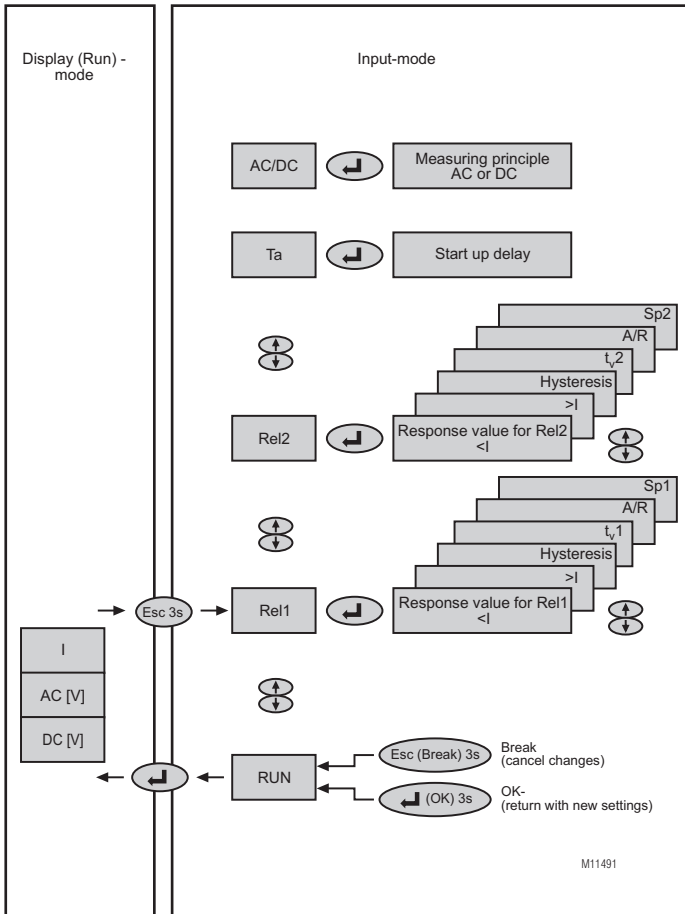 Display (Run) -
mode
Input-mode
AC/DC
Measuring principle
AC or DC
Ta
Start up delay
Sp2
A/R
tv2
Hysteresis
>I
Response value for Rel2
<I
Rel2
Sp1
A/R
tv1
Hysteresis
>I
Response value for Rel1
<I
Esc 3s
Rel1
I
AC [V]
DC [V]
RUN
Esc (Break) 3s
Break
(cancel changes)
(OK) 3s
OK-
(return with new settings)
M11491